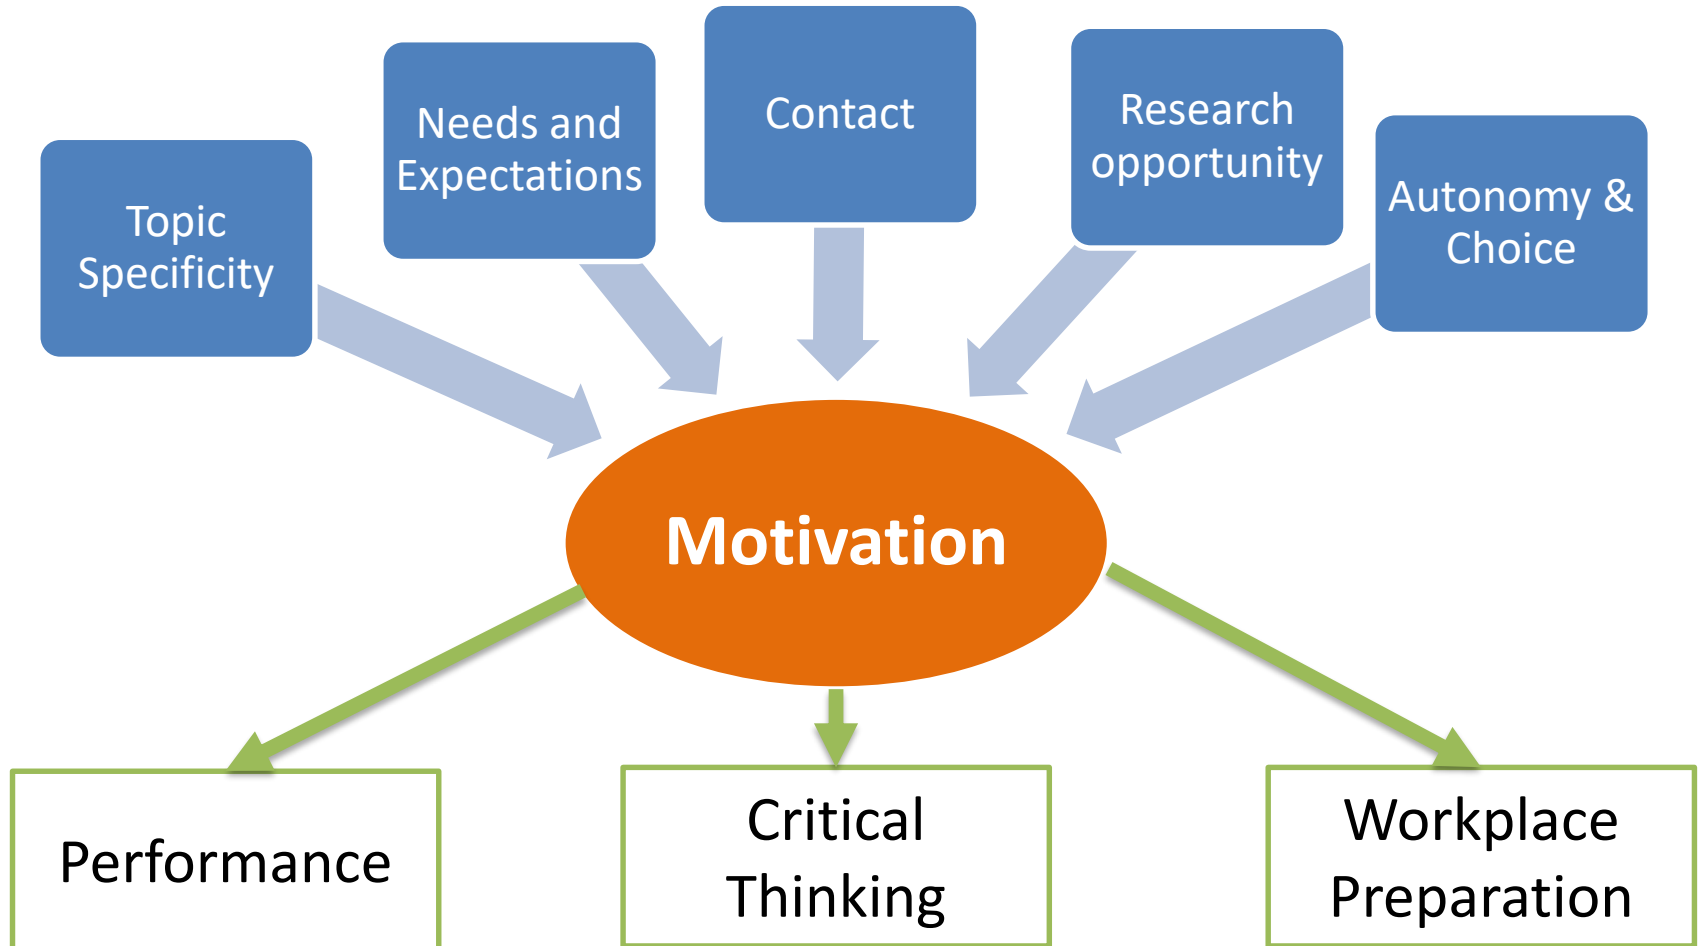 Topic
Specificity
Needs and
Expectations
Contact
Research
opportunity
Autonomy &
Choice
Motivation
Performance
Critical
Thinking
Workplace
Preparation